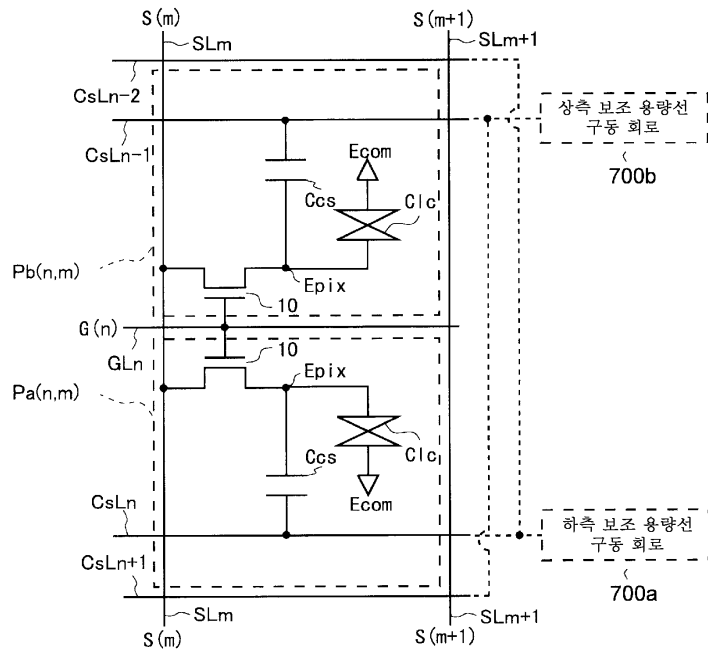 S(m)
S(m+1)
SLm
SLm+1
CsLn-2
CsLn-1
상측 보조 용량선
구동 회로
700b
Ecom
Ccs
Clc
Pb(n,m)
Epix
10
G(n)
GLn
10
Pa(n,m)
Epix
Ccs
Clc
Ecom
CsLn
하측 보조 용량선
구동 회로
CsLn+1
700a
SLm
SLm+1
S(m)
S(m+1)